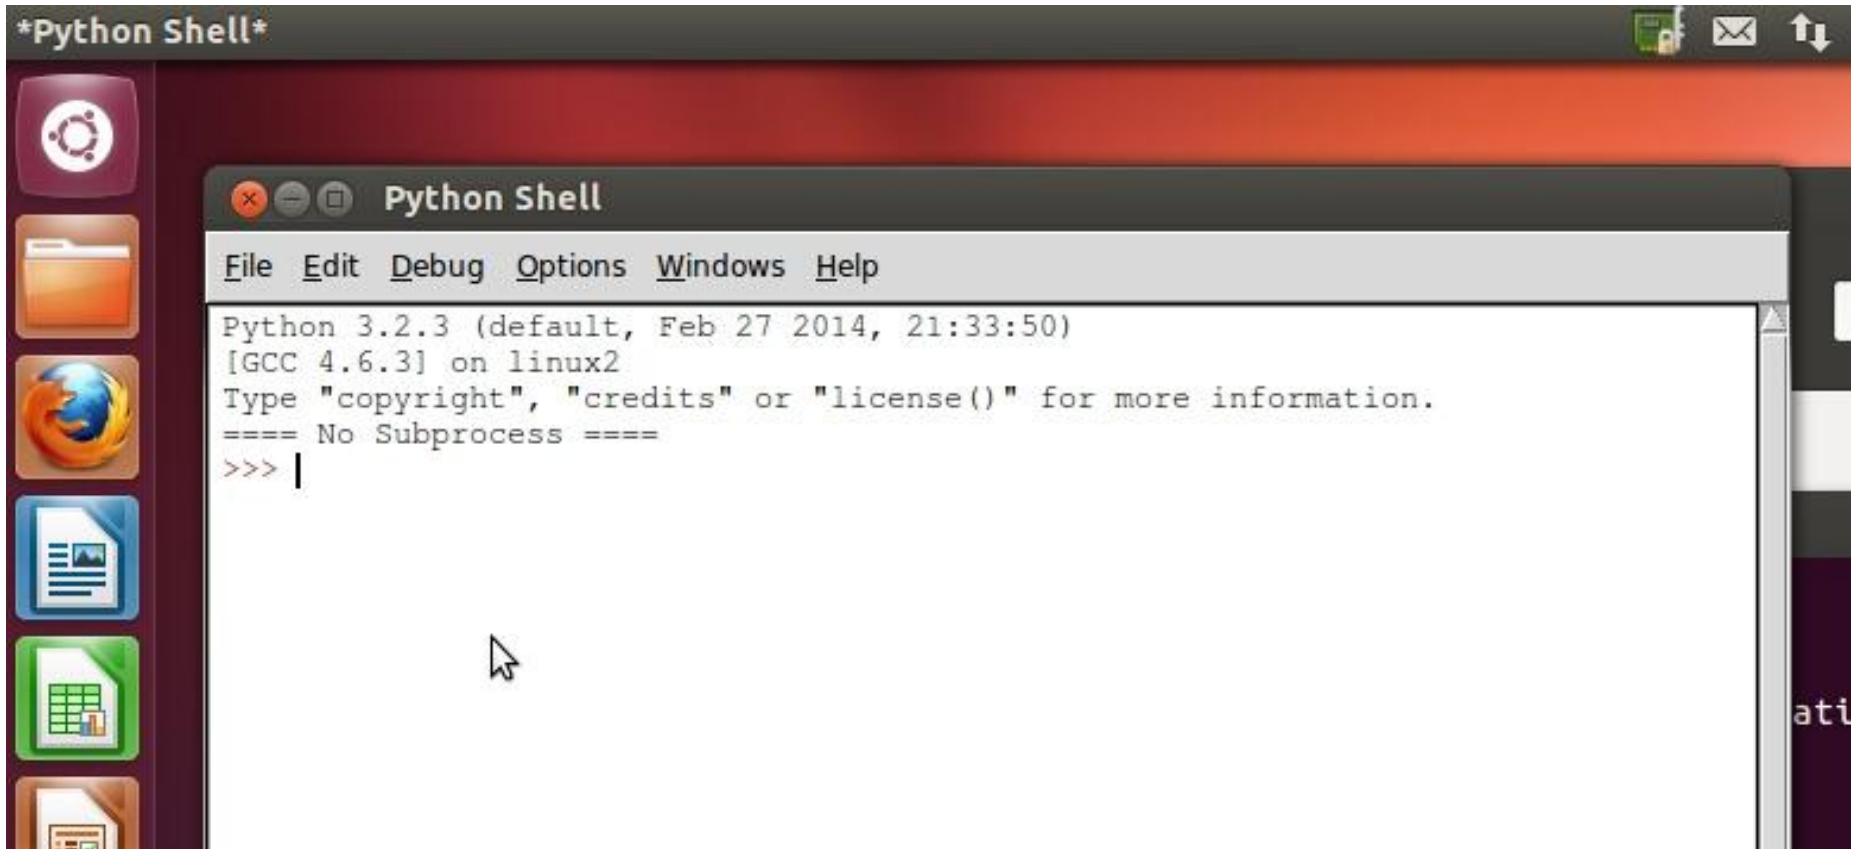 *Python Shell*
Python Shell
File Edit Debug Options Windows Help
Python 3.2.3 (default, Feb 27 2014, 21:33:50)
[GCC 4.6.3] on linux2
Type "copyright", "credits" or "license()" for more information.
==== No Subprocess ====
>>>
ati